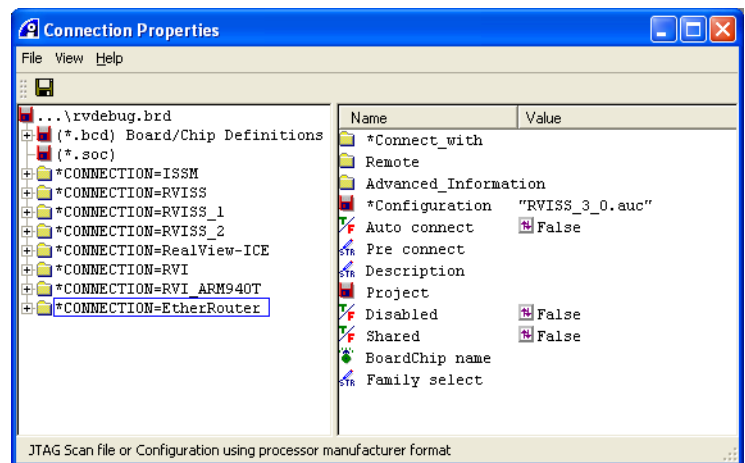 Connection Properties
File View Help
...\rvdebug.brd
(*.bcd) Board/Chip Definitions
(*.soc)
*CONNECTION=ISSM
*CONNECTION=RVISS
*CONNECTION=RVISS_1
*CONNECTION=RVISS_2
*CONNECTION=RealView-ICE
*CONNECTION=RVI
*CONNECTION=RVI_ARM940T
*CONNECTION=EtherRouter
Name Value
*Connect_with
Remote
Advanced_Information
*Configuration "RVISS_3_0.auc"
T/F Auto connect False
STR Pre connect
STR Description
Project
T/F Disabled False
T/F Shared False
BoardChip name
STR Family select
JTAG Scan file or Configuration using processor manufacturer format